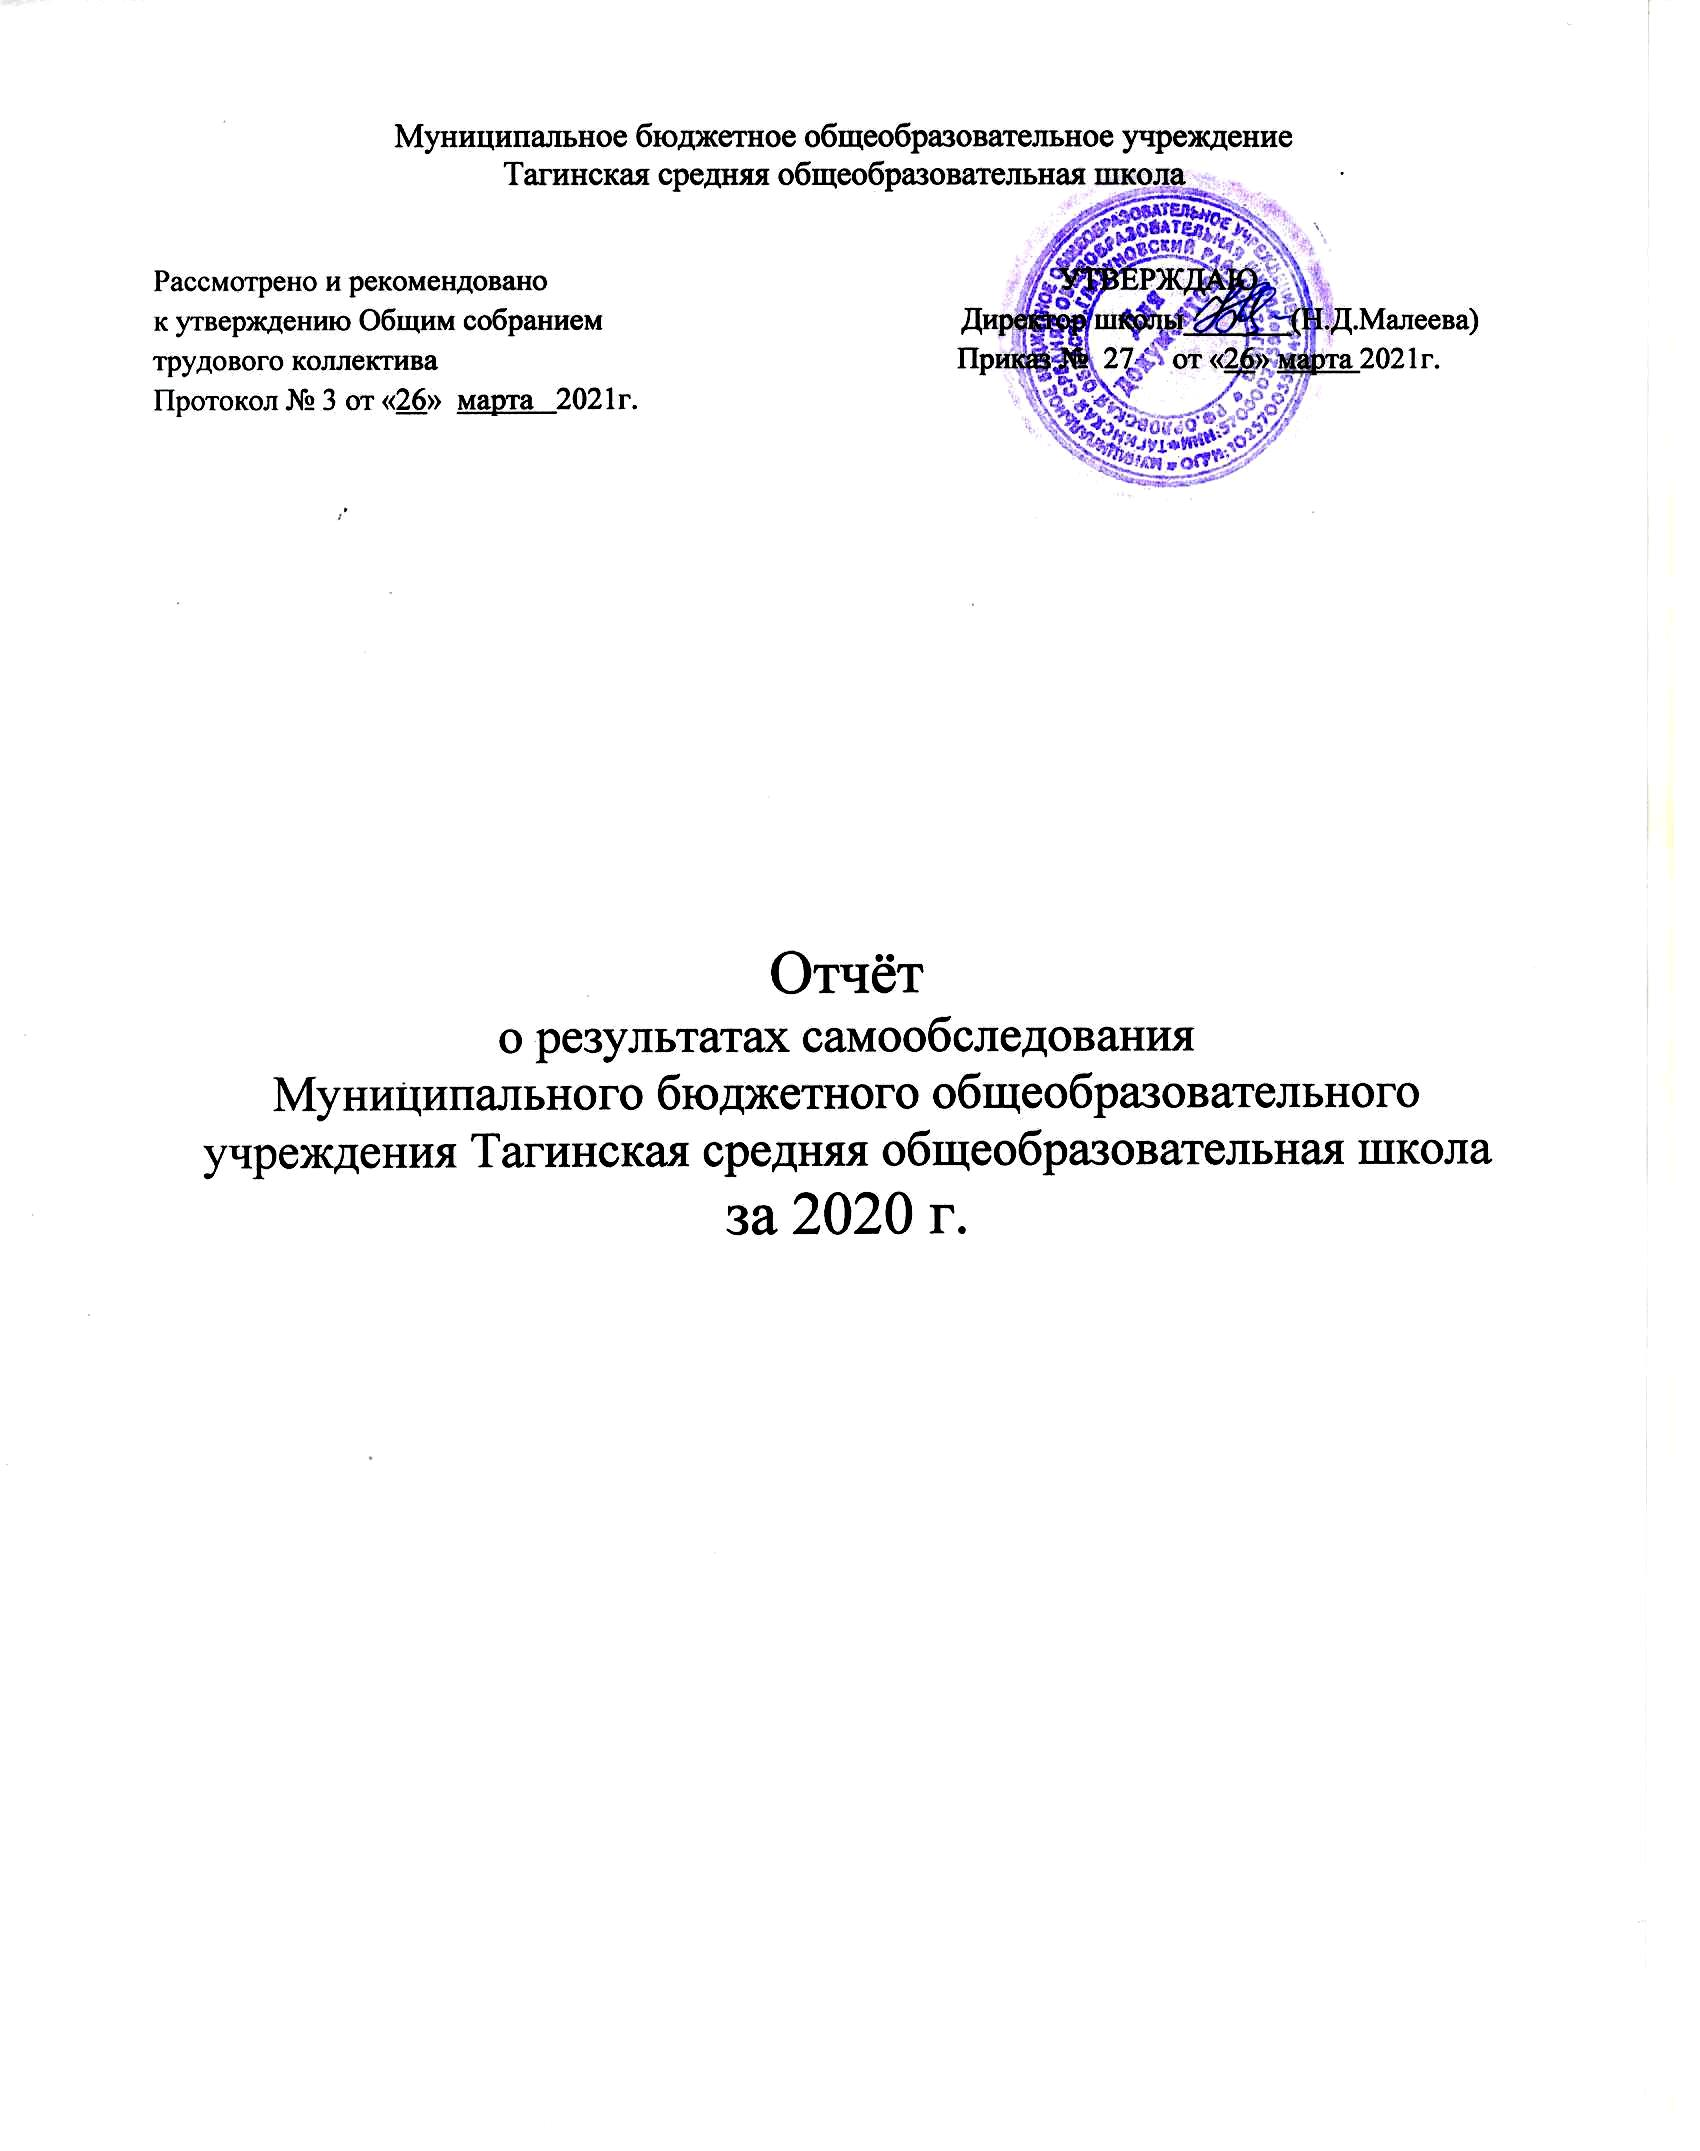 Муниципальное бюджетное общеобразовательное учреждение
Тагинская средняя общеобразовательная школа
Рассмотрено и рекомендовано
к утверждению Общим собранием
трудового коллектива
Протокол № 3 от «26» марта 2021г.
УТВЕРЖДАЮ
Директор школы (Н.Д.Малеева)
Приказ № 27 от «26» марта 2021г.
Для
документов
Отчёт
о результатах самообследования
Муниципального бюджетного общеобразовательного
учреждения Тагинская средняя общеобразовательная школа
за 2020 г.